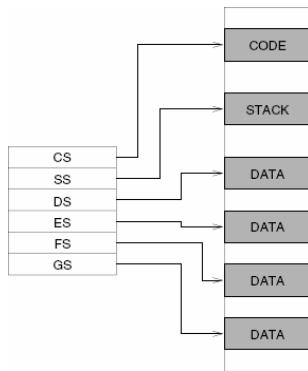 CODE
STACK
CS
SS
DS
ES
FS
GS
DATA
DATA
DATA
DATA